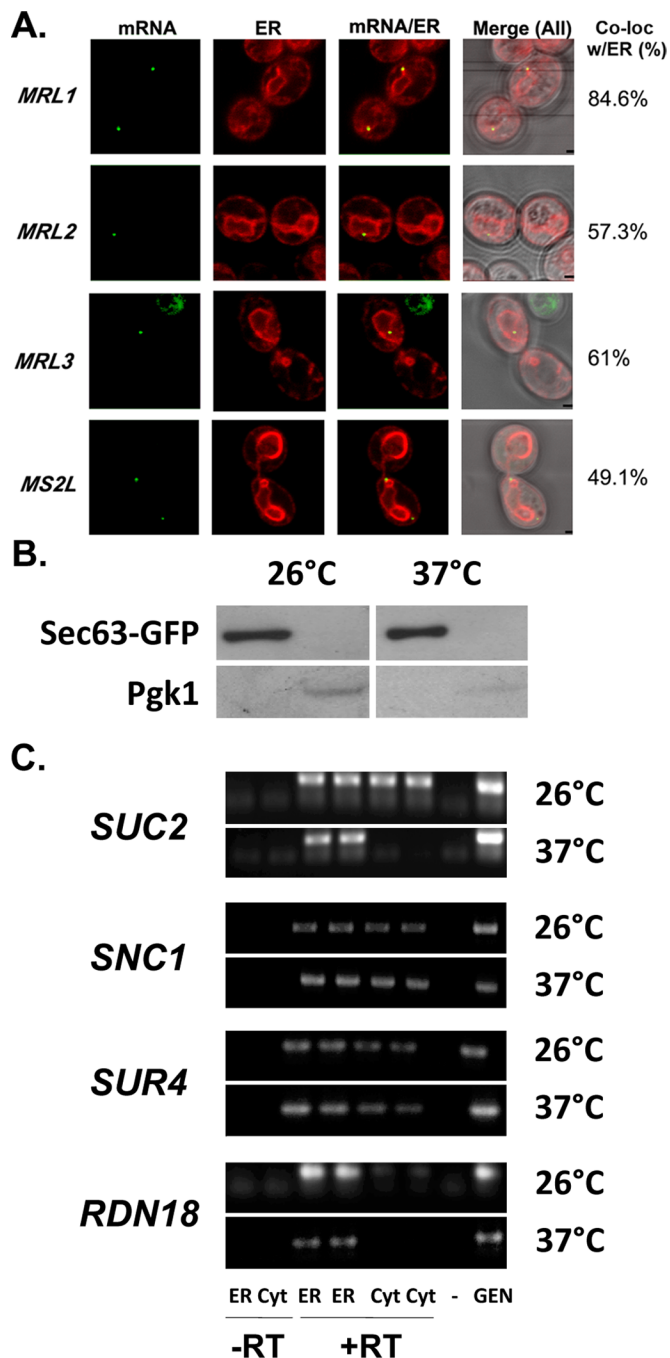 A.
mRNA ER mRNA/ER Merge (All) Co-loc w/ER (%)
MRL1 84.6%
MRL2 57.3%
MRL3 61%
MS2L 49.1%
B.
26°C 37°C
Sec63-GFP
Pgk1
C.
SUC2 26°C
37°C
SNC1 26°C
37°C
SUR4 26°C
37°C
RDN18 26°C
37°C
ER Cyt ER ER Cyt Cyt - GEN
-RT +RT